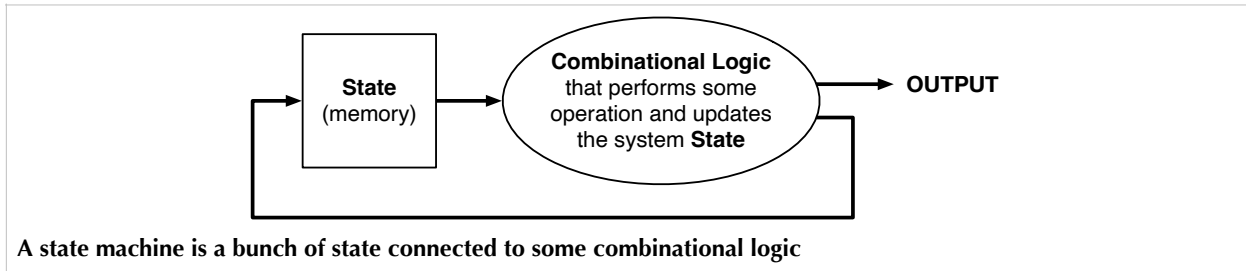 State
(memory)
Combinational Logic
that performs some
operation and updates
the system State
OUTPUT
A state machine is a bunch of state connected to some combinational logic